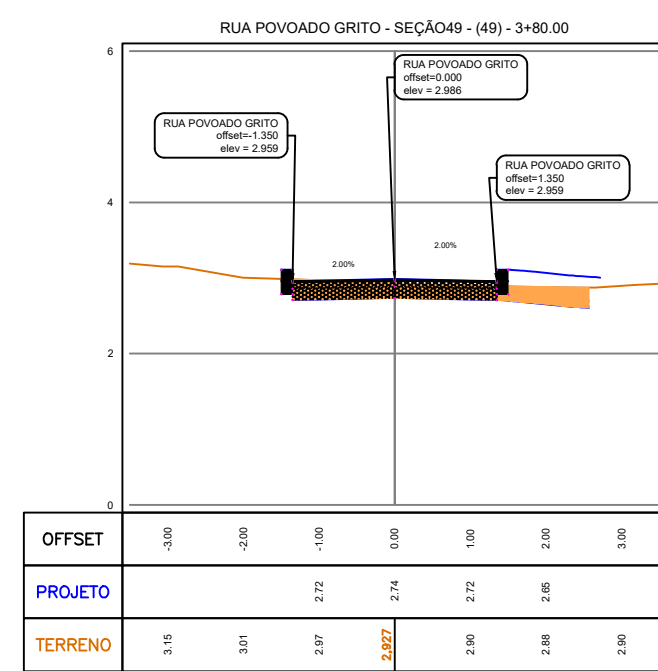 RUA POVOADO GRITO - SEÇÃO49 - (49) - 3+80.00
6
RUA POVOADO GRITO
offset=0.000
elev = 2.986
RUA POVOADO GRITO
offset=-1.350
elev = 2.959
RUA POVOADO GRITO
offset=1.350
elev = 2.959
4
2.00%
2.00%
2
0
OFFSET -3.00 -2.00 -1.00 0.00 1.00 2.00 3.00
PROJETO 2.72 2.74 2.72 2.65
TERRENO 3.15 3.01 2.97 2,927 2.90 2.88 2.90